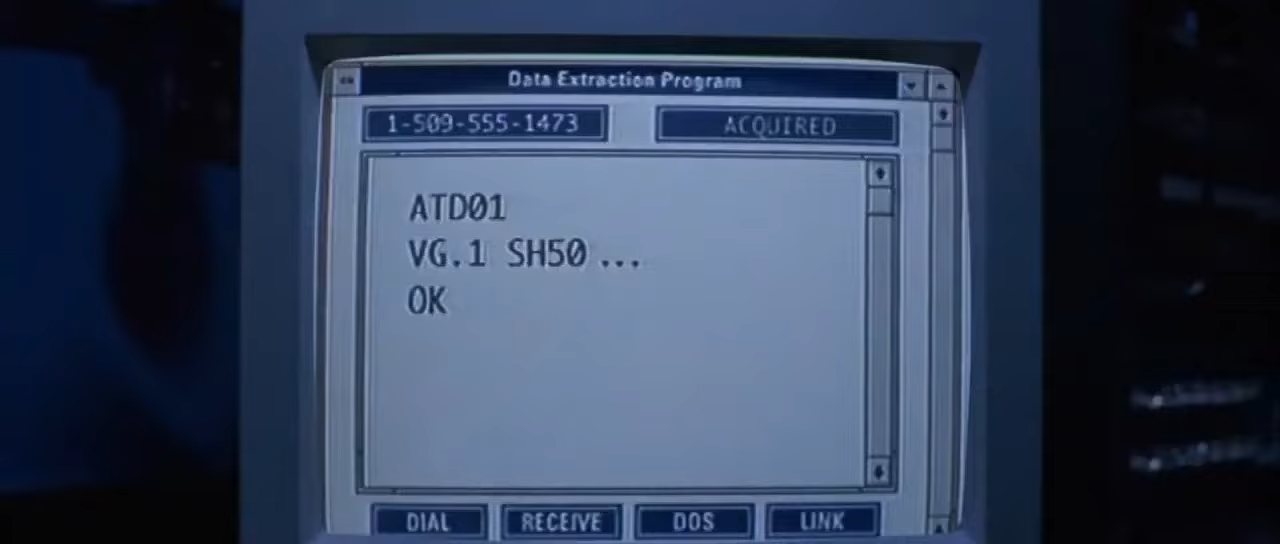 Data Extraction Program
1-509-555-1473 ACQUIRED
ATD01
VG.1 SH50 ...
OK
DIAL RECEIVE DOS LINK